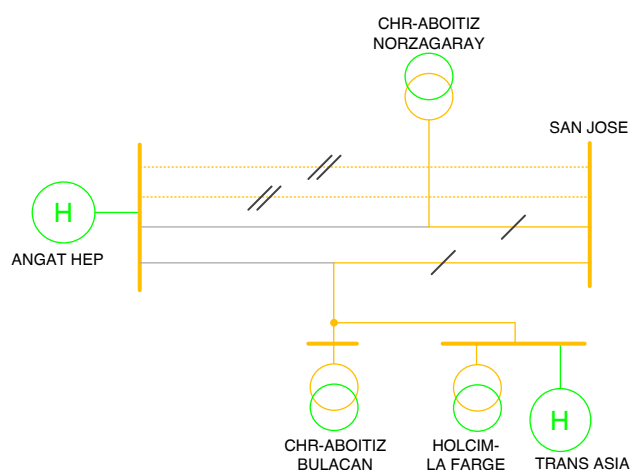 CHR-ABOITIZ
NORZAGARAY
SAN JOSE
H
ANGAT HEP
H
CHR-ABOITIZ
BULACAN
HOLCIM-
LA FARGE
TRANS ASIA